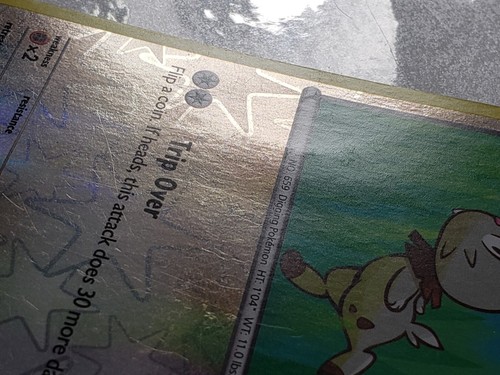 NO. 659 Digging Pokémon HT: 1'04" WT: 11.0 lbs
Trip Over
Flip a coin. If heads, this attack does 30 more da
weakness
x2
resistance